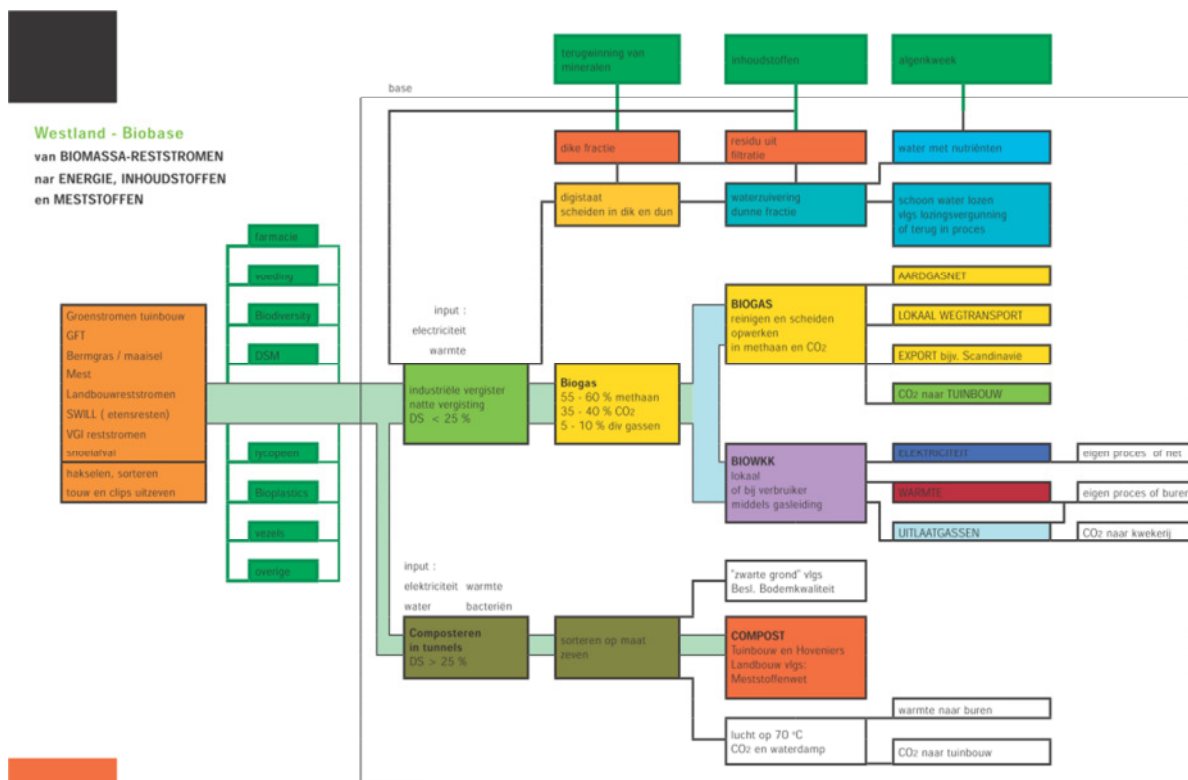 terugwinning van
mineralen
inhoudstoffen
algenkweek
base
Westland - Biobase
van BIOMASSA-RESTSTROMEN
nar ENERGIE, INHOUDSTOFFEN
en MESTSTOFFEN
dike fractie
residu uit
filtratie
water met nutriënten
digistaat
scheiden in dik en dun
waterzuivering
dunne fractie
schoon water lozen
vlgs lozingsvergunning
of terug in proces
farmacie
voeding
Biodiversity
DSM
Groenstromen tuinbouw
GFT
Bermgras / maaisel
Mest
Landbouwreststromen
SWILL ( etensresten)
VGI reststromen
snoeiafval
hakselen, sorteren
touw en clips uitzeven
lycopeen
Bioplastics
vezels
overige
input :
electriciteit
warmte
industriële vergister
natte vergisting
DS < 25 %
Biogas
55 - 60 % methaan
35 - 40 % CO2
5 - 10 % div gassen
BIOGAS
reinigen en scheiden
opwerken
in methaan en CO2
AARDGASNET
LOKAAL WEGTRANSPORT
EXPORT bijv. Scandinavië
CO2 naar TUINBOUW
BIOWKK
lokaal
of bij verbruiker
middels gasleiding
ELEKTRICITEIT
eigen proces of net
WARMTE
eigen proces of buren
UITLAATGASSEN
CO2 naar kwekerij
input :
elektriciteit warmte
water bacteriën
Composteren
in tunnels
DS > 25 %
sorteren op maat
zeven
"zwarte grond" vlgs
Besl. Bodemkwaliteit
COMPOST
Tuinbouw en Hoveniers
Landbouw vlgs:
Meststoffenwet
lucht op 70 °C
CO2 en waterdamp
warmte naar buren
CO2 naar tuinbouw